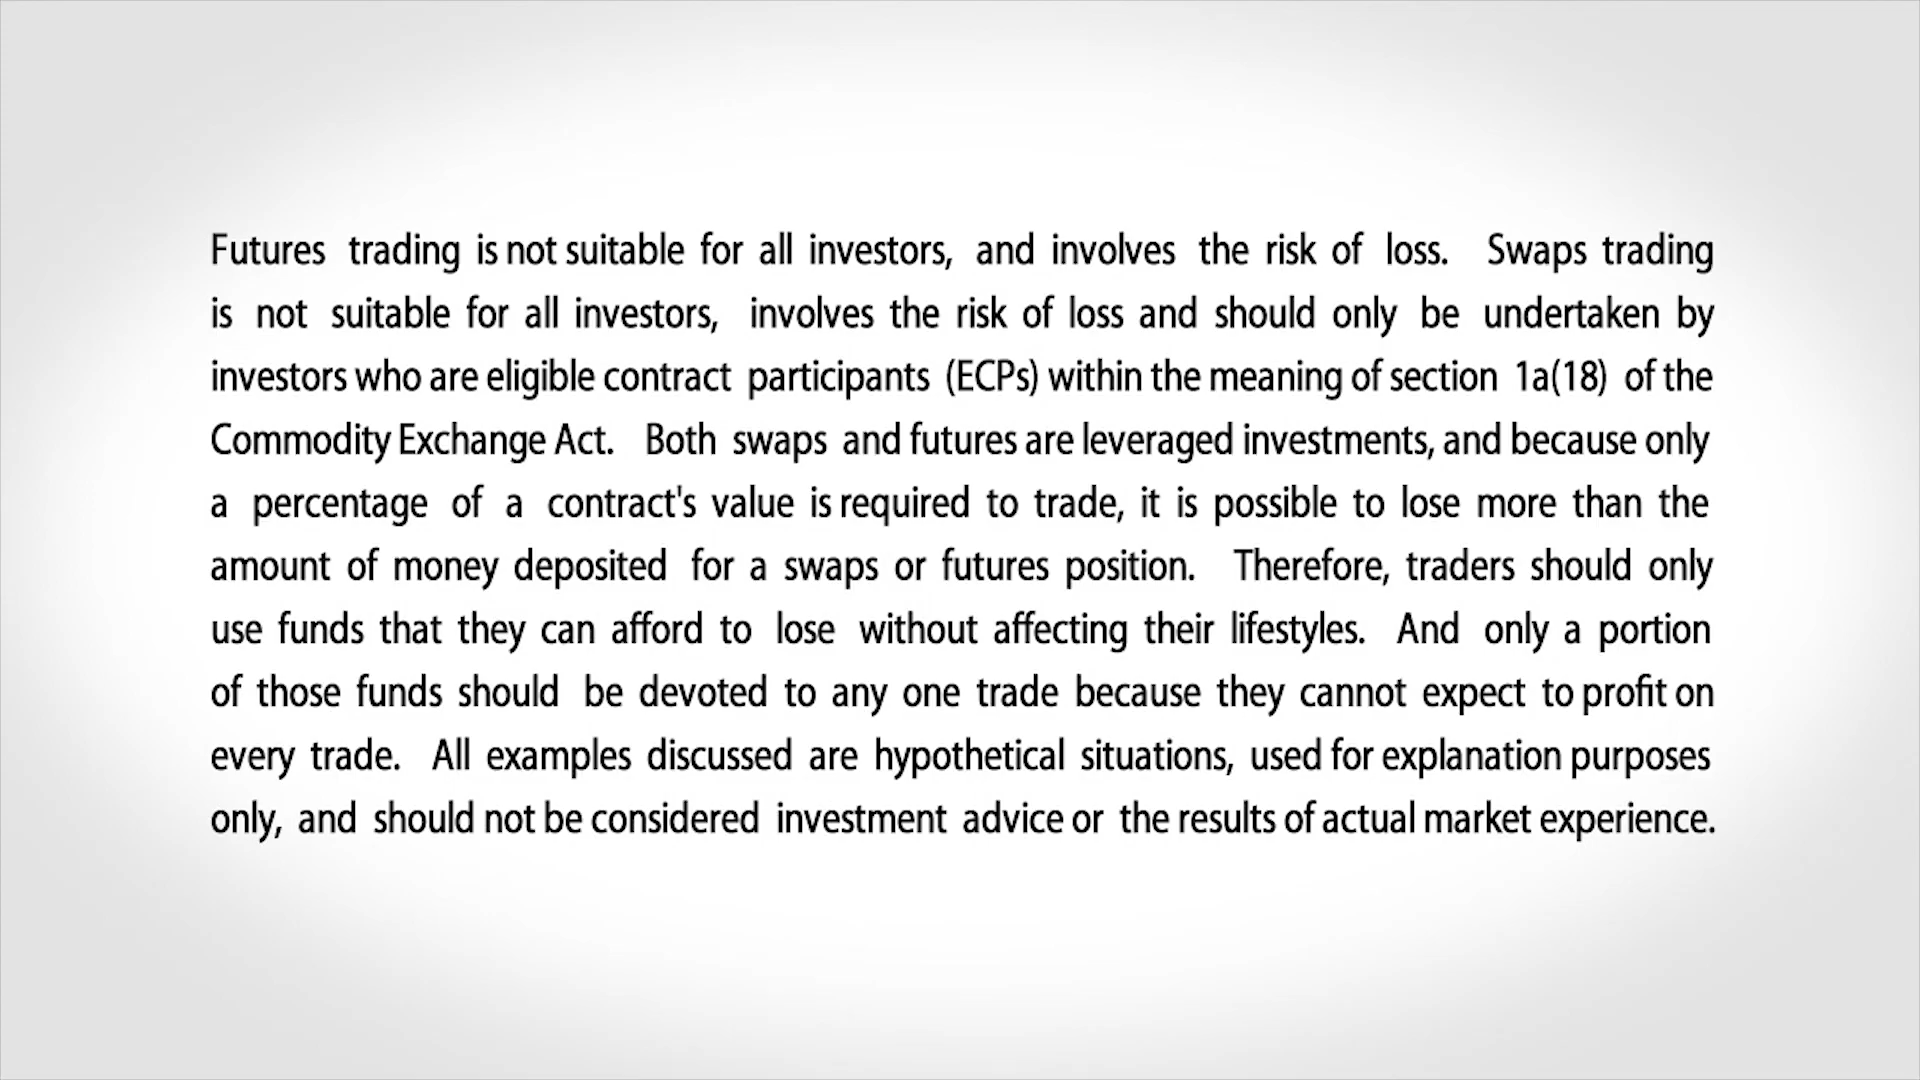 Futures trading is not suitable for all investors, and involves the risk of loss. Swaps trading
is not suitable for all investors, involves the risk of loss and should only be undertaken by
investors who are eligible contract participants (ECPs) within the meaning of section 1a(18) of the
Commodity Exchange Act. Both swaps and futures are leveraged investments, and because only
a percentage of a contract's value is required to trade, it is possible to lose more than the
amount of money deposited for a swaps or futures position. Therefore, traders should only
use funds that they can afford to lose without affecting their lifestyles. And only a portion
of those funds should be devoted to any one trade because they cannot expect to profit on
every trade. All examples discussed are hypothetical situations, used for explanation purposes
only, and should not be considered investment advice or the results of actual market experience.